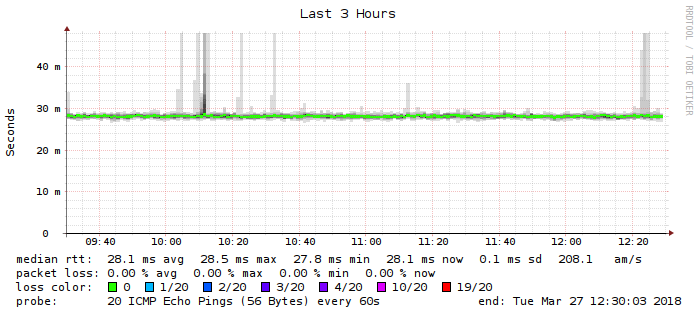 Last 3 Hours
RRDTOOL / TOBI OETIKER
Seconds
40 m
30 m
20 m
10 m
0
09:40 10:00 10:20 10:40 11:00 11:20 11:40 12:00 12:20
median rtt: 28.1 ms avg 28.5 ms max 27.8 ms min 28.1 ms now 0.1 ms sd 208.1 am/s
packet loss: 0.00 % avg 0.00 % max 0.00 % min 0.00 % now
loss color: 0 1/20 2/20 3/20 4/20 10/20 19/20
probe: 20 ICMP Echo Pings (56 Bytes) every 60s end: Tue Mar 27 12:30:03 2018